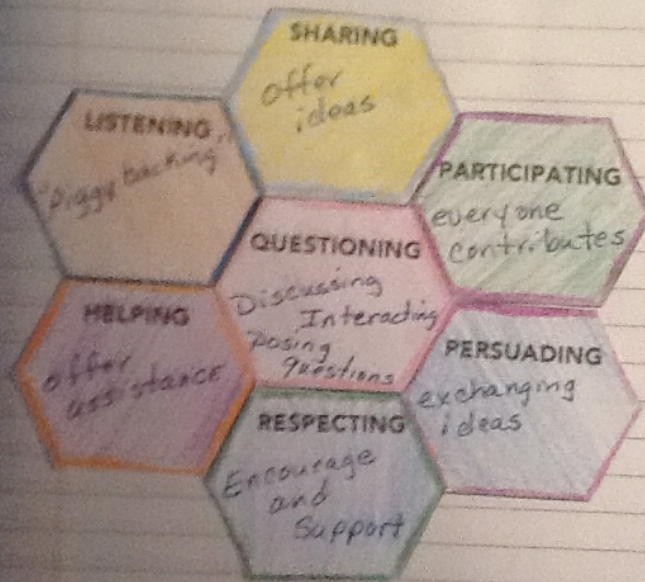 SHARING
offer
ideas
LISTENING
"Piggybacking"
PARTICIPATING
everyone
contributes
QUESTIONING
Discussing
Interacting
Posing
questions
HELPING
offer
assistance
PERSUADING
exchanging
ideas
RESPECTING
Encourage
and
Support